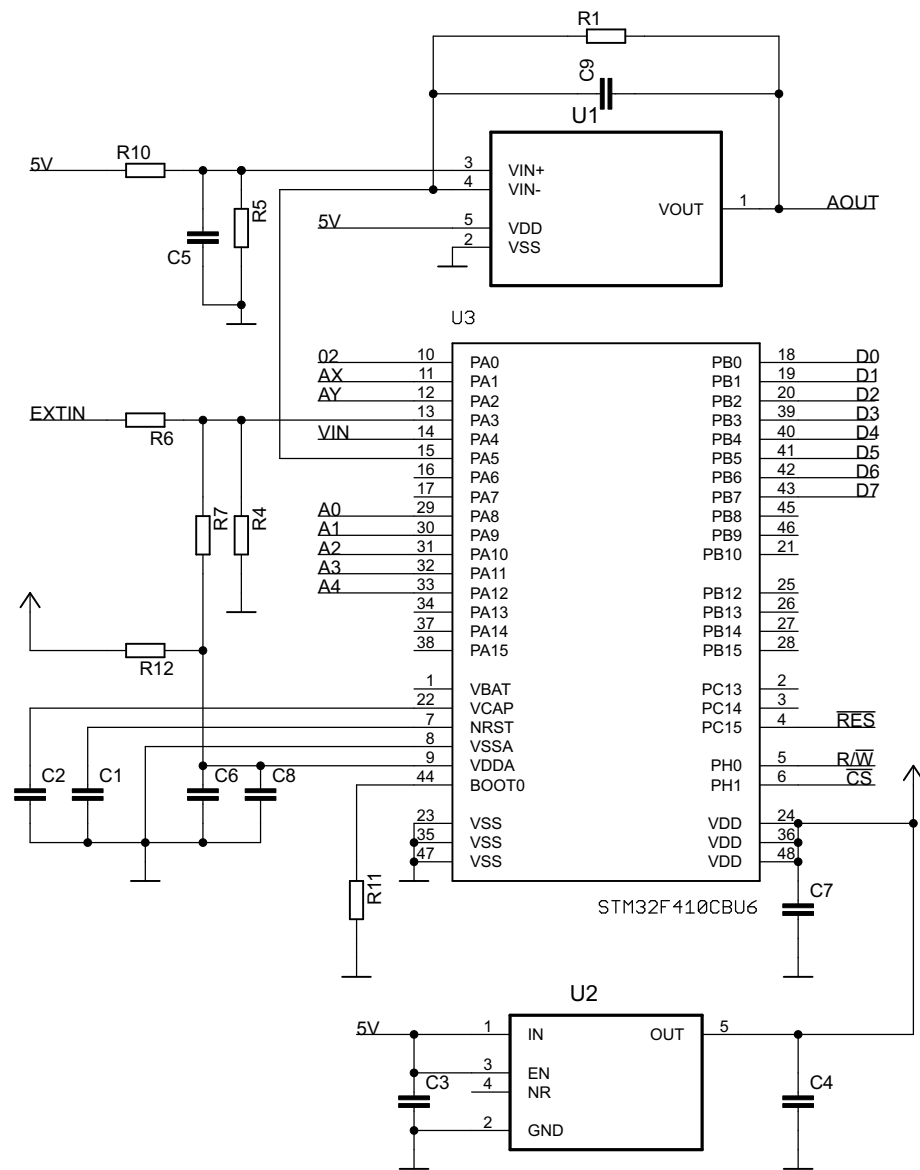 R1
C9
U1
5V
R10
3
VIN+
4
VIN-
R5
C5
5V
5
VDD
2
VSS
VOUT
1
AOUT
U3
02
10
PA0
PB0
18
D0
AX
11
PA1
PB1
19
D1
AY
12
PA2
PB2
20
D2
EXTIN
R6
13
PA3
PB3
39
D3
VIN
14
PA4
PB4
40
D4
15
PA5
PB5
41
D5
16
PA6
PB6
42
D6
17
PA7
PB7
43
D7
R7
R4
A0
29
PA8
PB8
45
A1
30
PA9
PB9
46
A2
31
PA10
PB10
21
A3
32
PA11
A4
33
PA12
PB12
25
34
PA13
PB13
26
37
PA14
PB14
27
38
PA15
PB15
28
R12
1
VBAT
PC13
2
22
VCAP
PC14
3
7
NRST
PC15
4
RES
8
VSSA
9
VDDA
PH0
5
R/W
44
BOOT0
PH1
6
CS
C2
C1
C6
C8
23
VSS
VDD
24
35
VSS
VDD
36
47
VSS
VDD
48
R11
STM32F410CBU6
C7
U2
5V
1
IN
OUT
5
3
EN
4
NR
C3
2
GND
C4